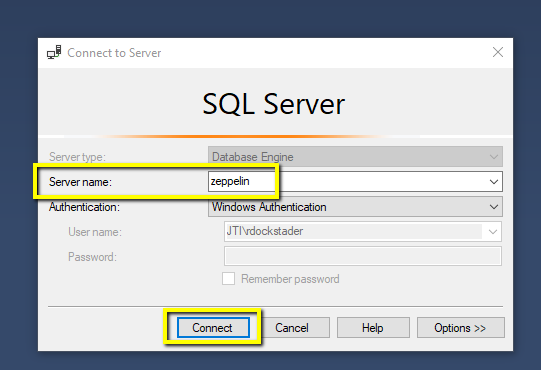 Connect to Server
SQL Server
Server type: Database Engine
Server name: zeppelin
Authentication: Windows Authentication
User name: JTI\rdockstader
Password:
Remember password
Connect Cancel Help Options >>